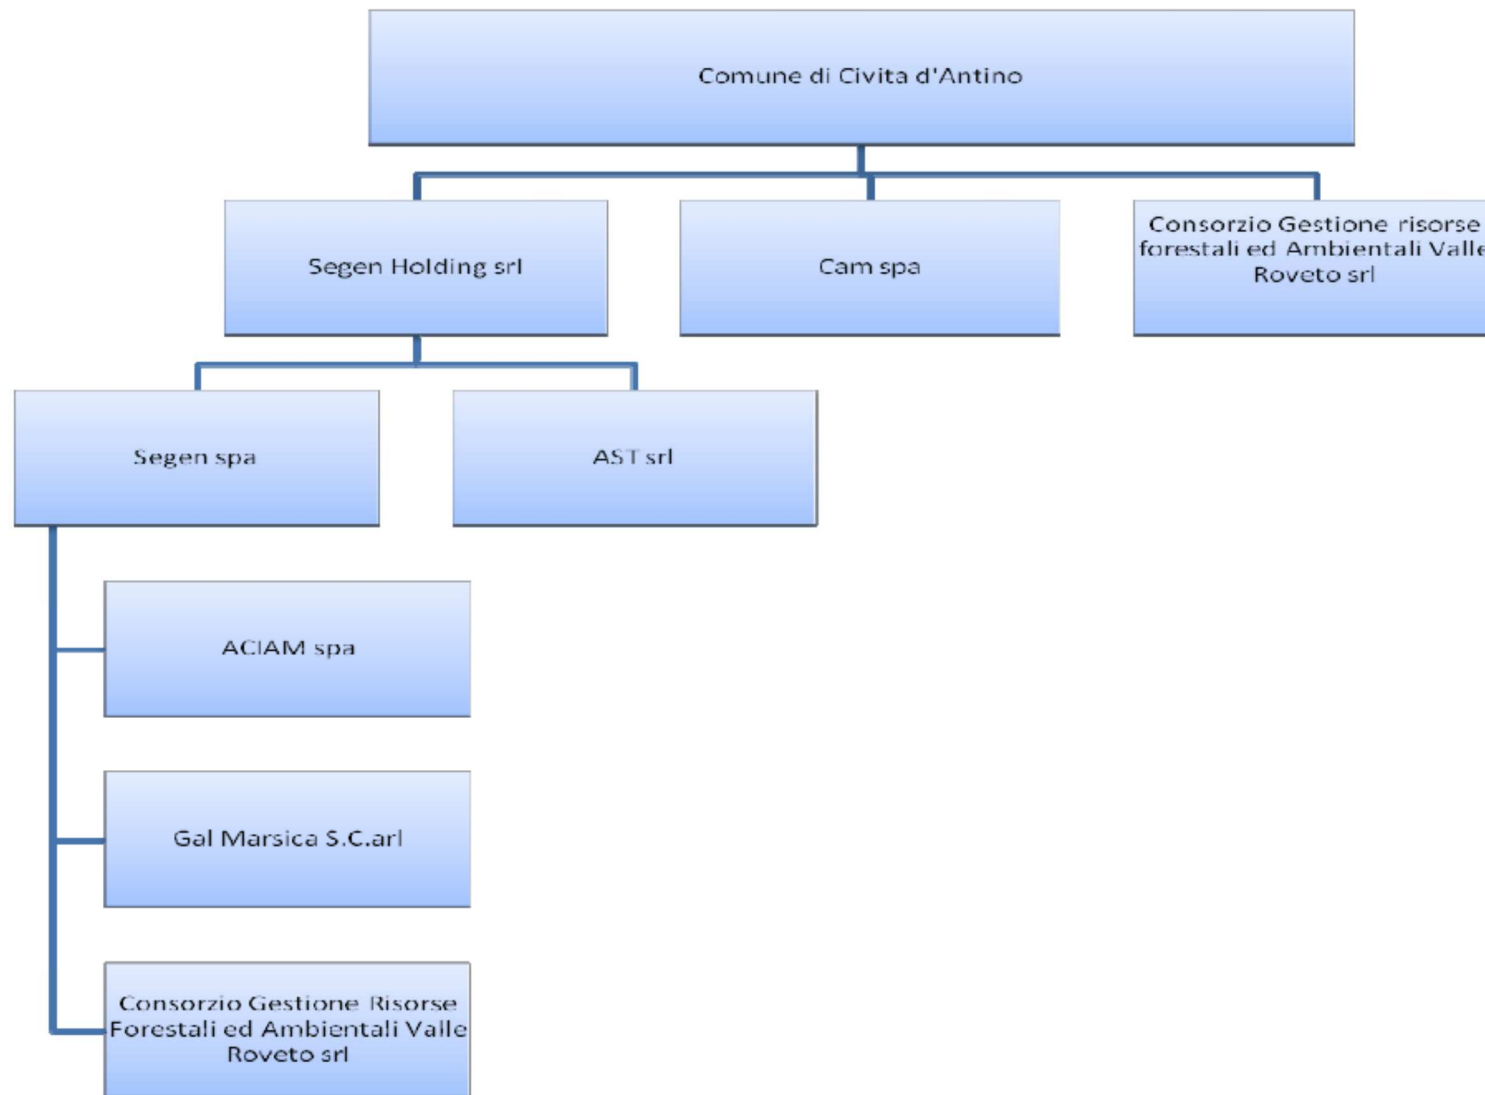 Comune di Civita d'Antino
Segen Holding srl
Cam spa
Consorzio Gestione risorse
forestali ed Ambientali Valle
Roveto srl
Segen spa
AST srl
ACIAM spa
Gal Marsica S.C.arl
Consorzio Gestione Risorse
Forestali ed Ambientali Valle
Roveto srl